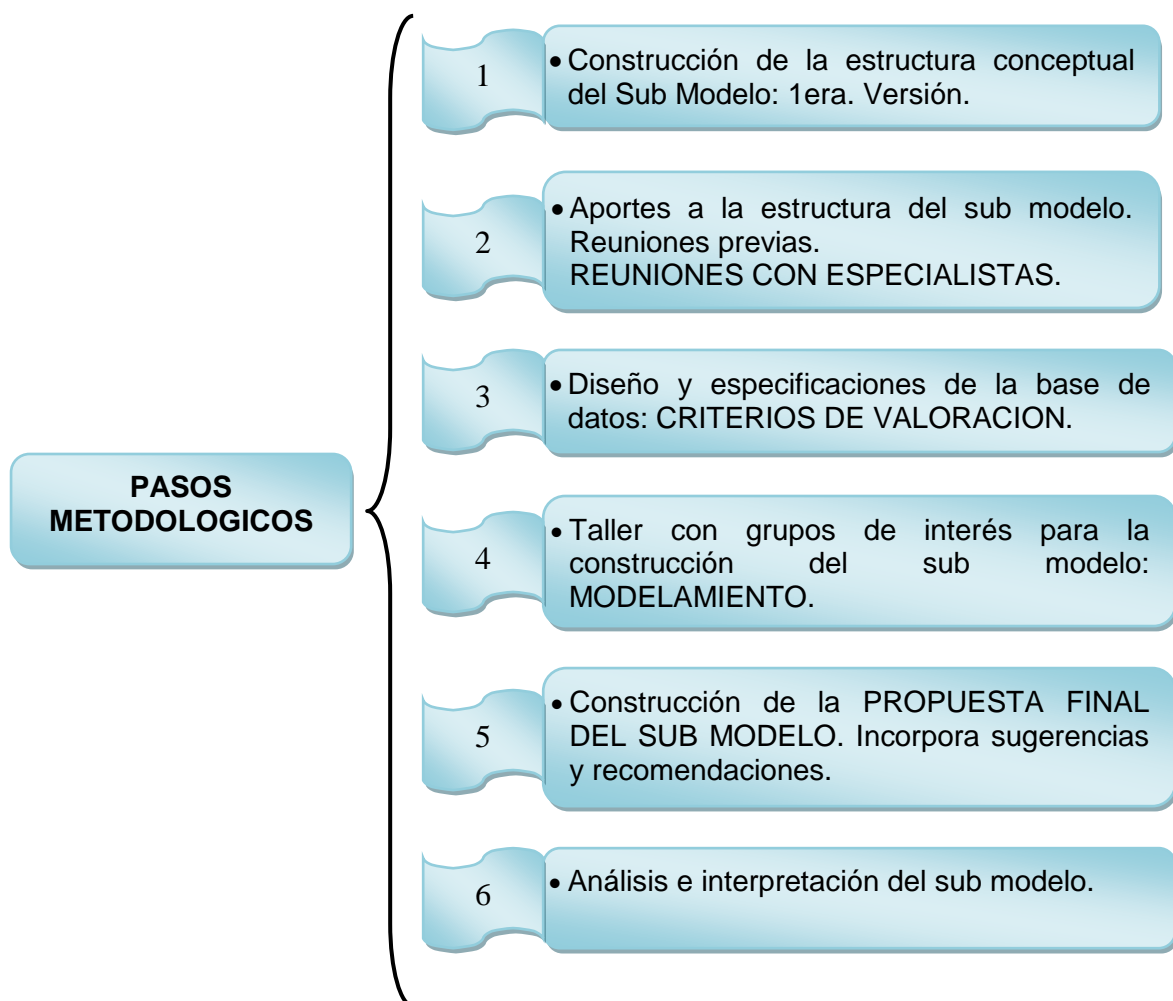 PASOS
METODOLOGICOS
1
• Construcción de la estructura conceptual
del Sub Modelo: 1era. Versión.
2
• Aportes a la estructura del sub modelo.
Reuniones previas.
REUNIONES CON ESPECIALISTAS.
3
• Diseño y especificaciones de la base de
datos: CRITERIOS DE VALORACION.
4
• Taller con grupos de interés para la
construcción del sub modelo:
MODELAMIENTO.
5
• Construcción de la PROPUESTA FINAL
DEL SUB MODELO. Incorpora sugerencias
y recomendaciones.
6
• Análisis e interpretación del sub modelo.